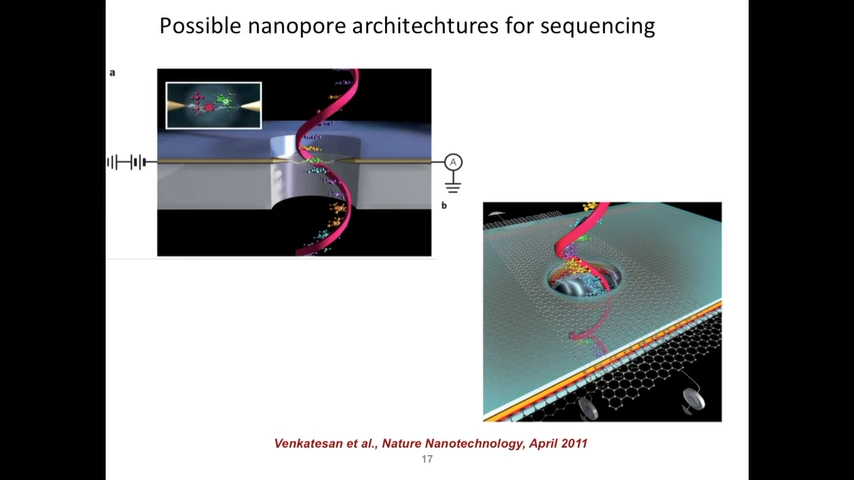 Possible nanopore architechtures for sequencing
a
A
b
Venkatesan et al., Nature Nanotechnology, April 2011
17